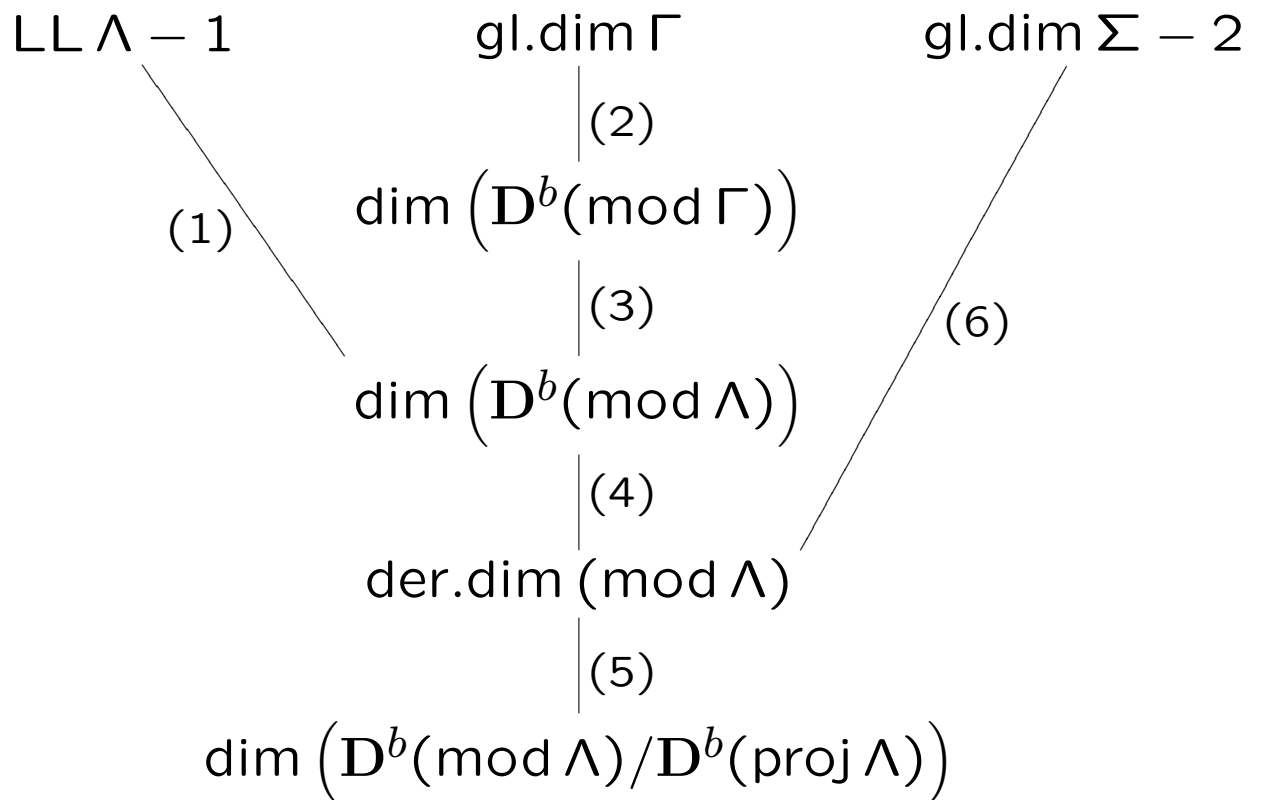 LL Λ − 1 gl.dim Γ gl.dim Σ − 2
(2)
dim (D^b(mod Γ))
(1)
(3)
(6)
dim (D^b(mod Λ))
(4)
der.dim (mod Λ)
(5)
dim (D^b(mod Λ)/D^b(proj Λ))